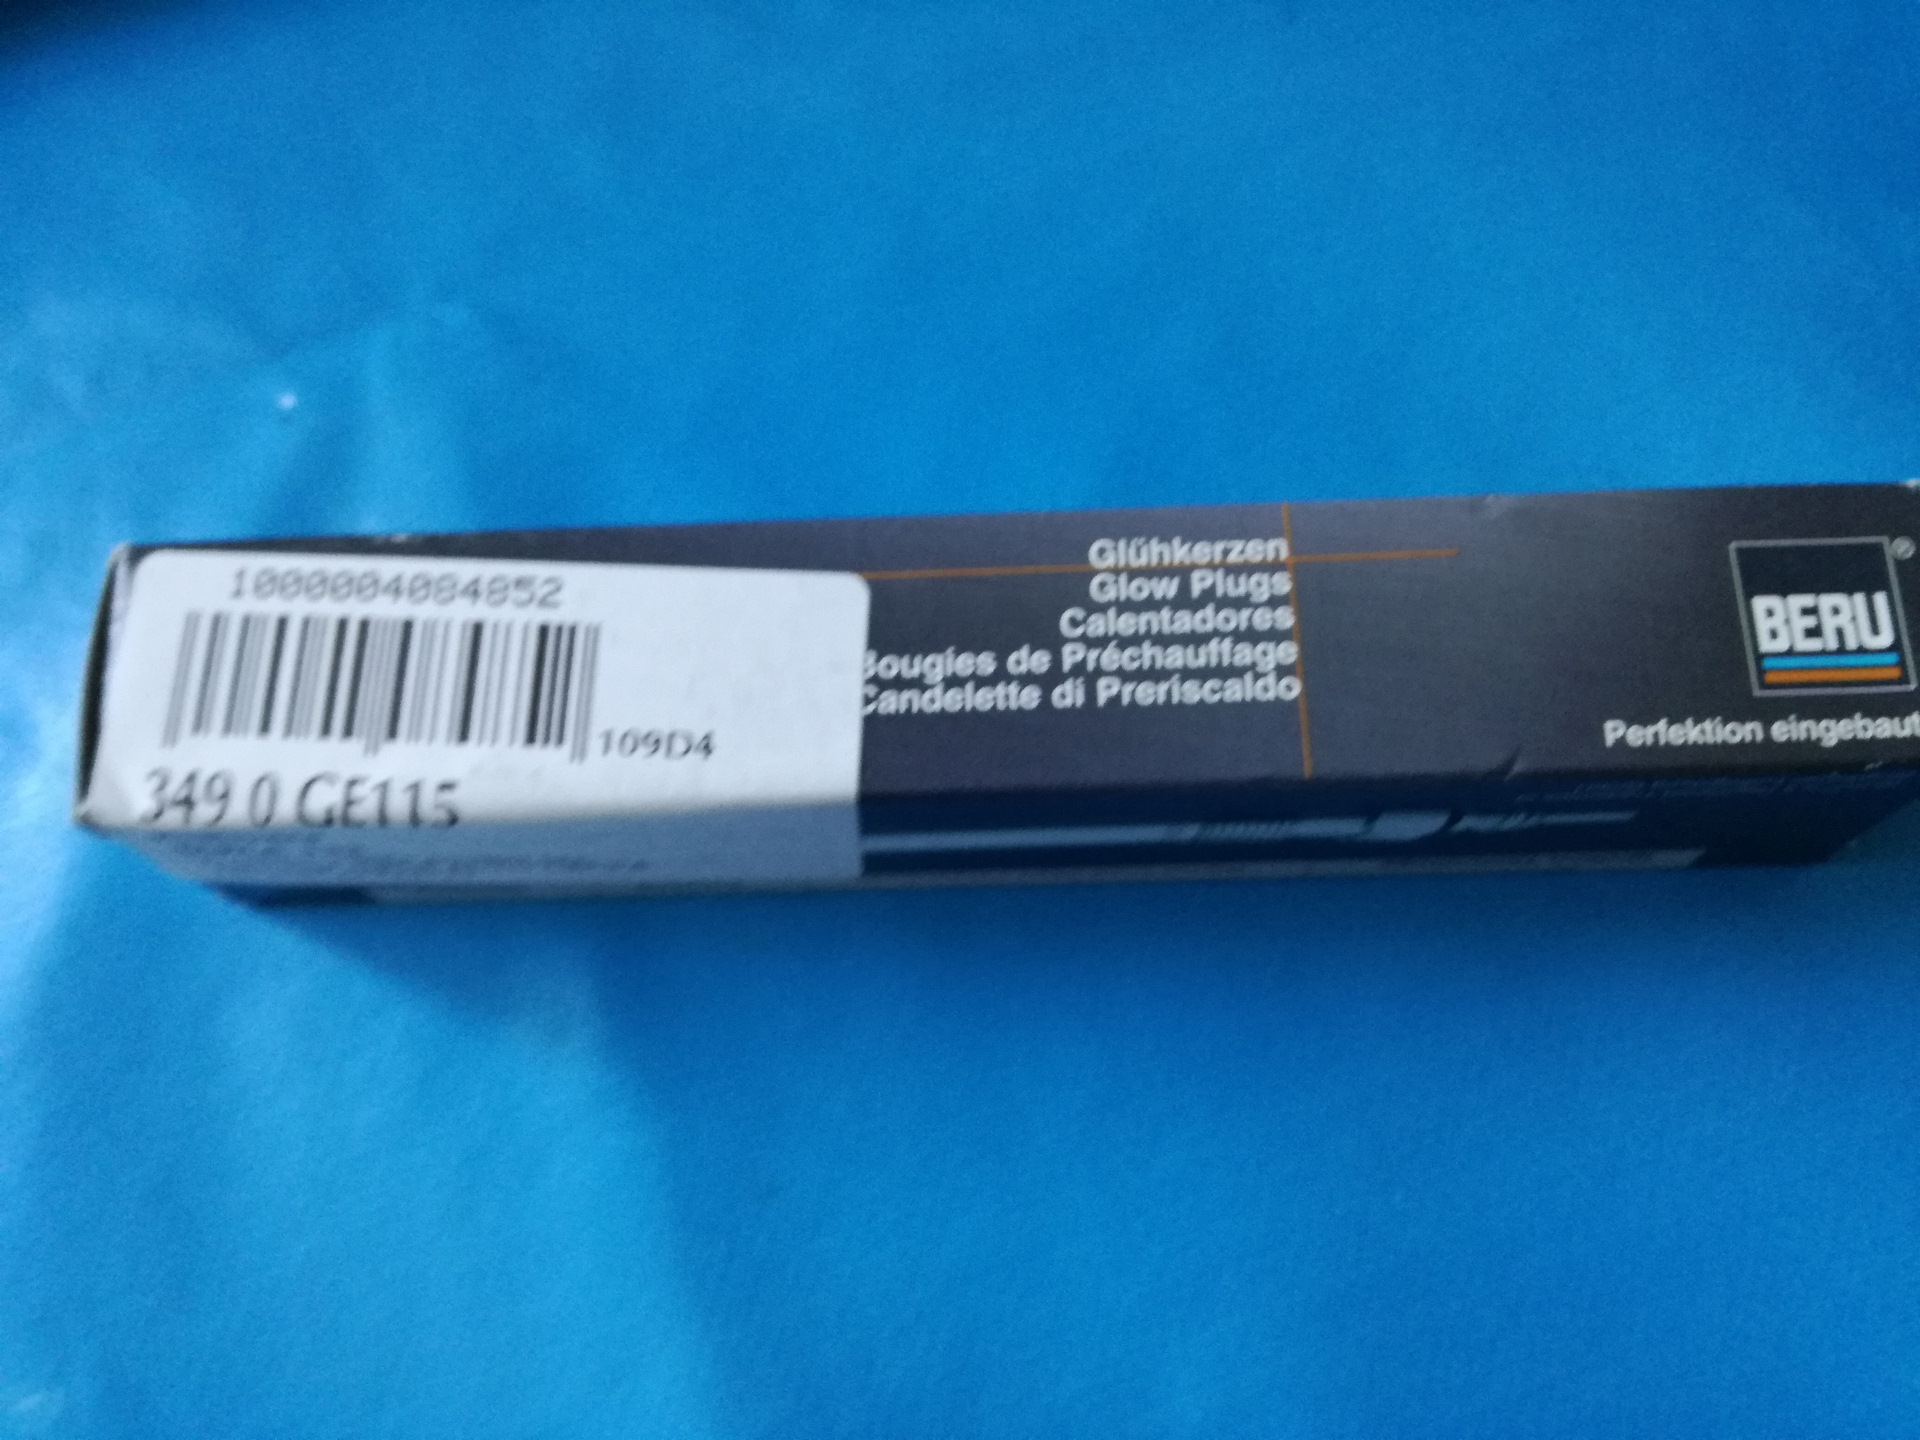 1000004084852
109D4
349 0 GE115
Glühkerzen
Glow Plugs
Calentadores
Bougies de Préchauffage
Candelette di Preriscaldo
BERU
®
Perfektion eingebaut